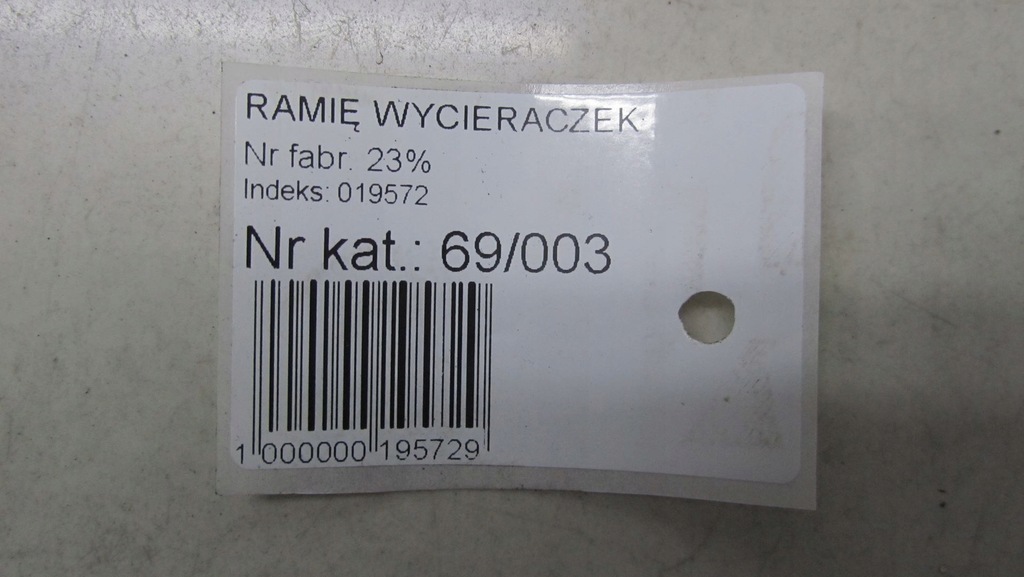 RAMIĘ WYCIERACZEK
Nr fabr. 23%
Indeks: 019572
Nr kat.: 69/003
1 000000 195729